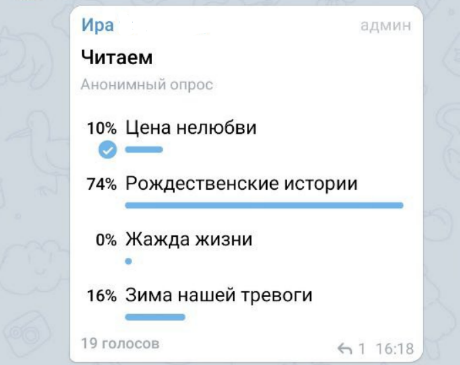 Ира админ
Читаем
Анонимный опрос
10% Цена нелюбви
74% Рождественские истории
0% Жажда жизни
16% Зима нашей тревоги
19 голосов 1 16:18